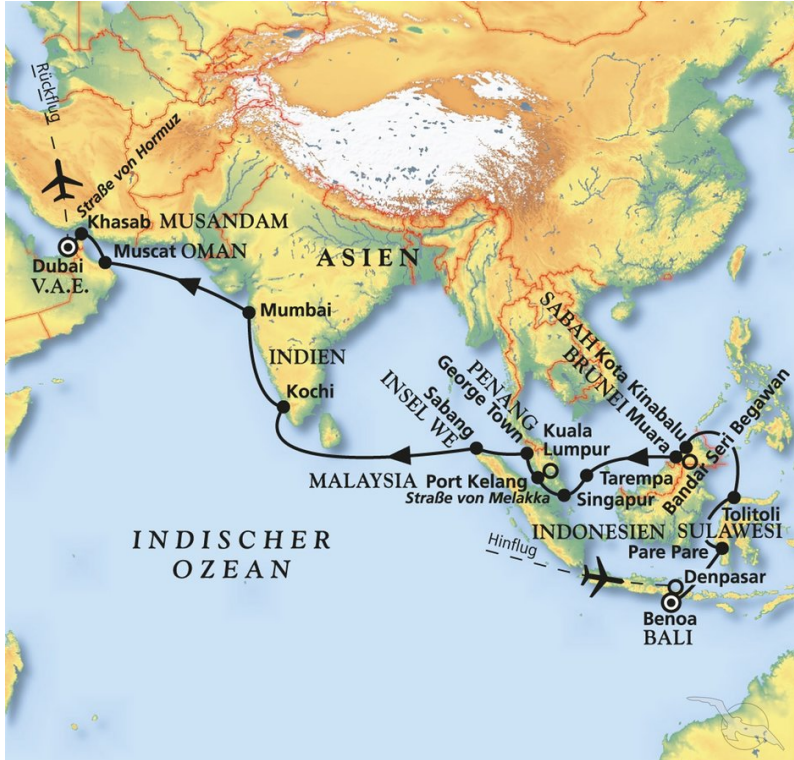 Rückflug
Straße von Hormuz
Khasab MUSANDAM
Muscat OMAN
Dubai
V.A.E.
ASIEN
Mumbai
INDIEN
Kochi
SABAH Kota Kinabalu
BRUNEI Muara
Bandar Seri Begawan
PENANG
George Town
INSEL WE
Sabang
Kuala
Lumpur
MALAYSIA Port Kelang
Straße von Melakka
Tarempa
Singapur
Tolitoli
INDONESIEN SULAWESI
Pare Pare
INDISCHER
OZEAN
Hinflug
Denpasar
Benoa
BALI